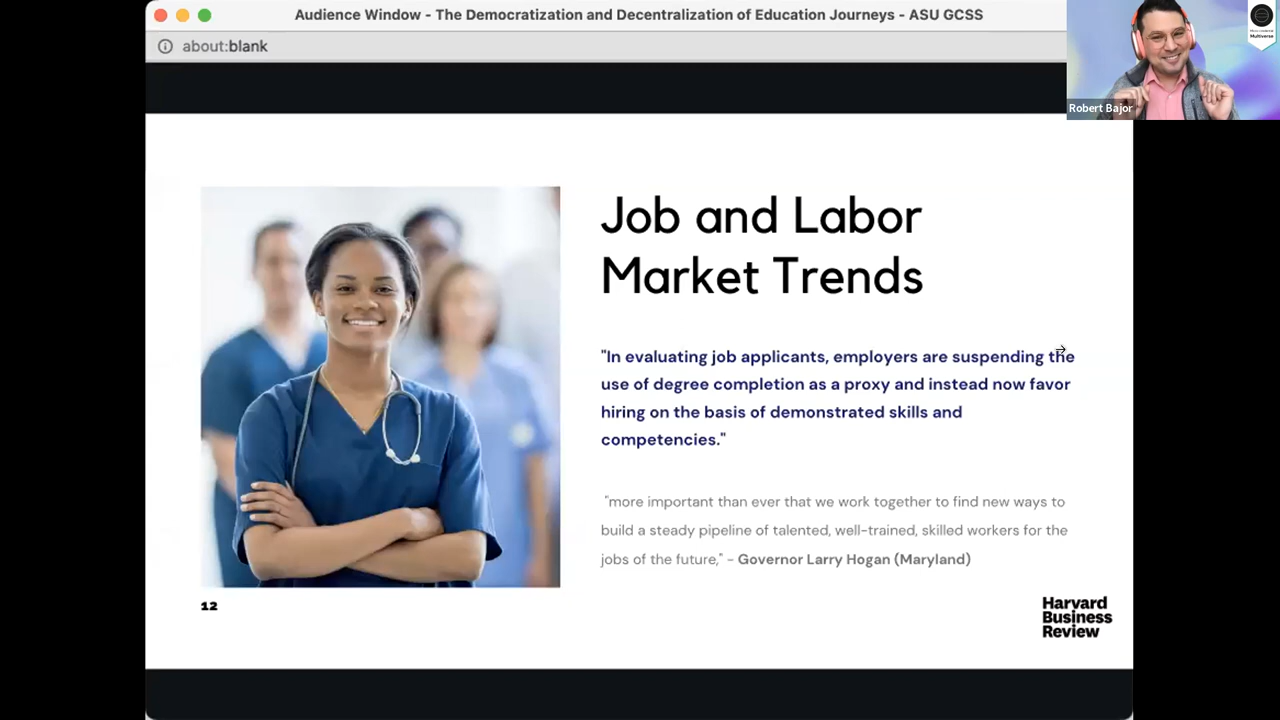 Audience Window - The Democratization and Decentralization of Education Journeys - ASU GCSS
about:blank
Robert Bajor
Multiverse
Job and Labor
Market Trends
"In evaluating job applicants, employers are suspending the
use of degree completion as a proxy and instead now favor
hiring on the basis of demonstrated skills and
competencies."
"more important than ever that we work together to find new ways to
build a steady pipeline of talented, well-trained, skilled workers for the
jobs of the future," - Governor Larry Hogan (Maryland)
12
Harvard
Business
Review